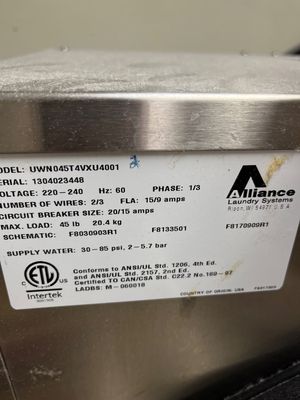 MODEL: UWN045T4VXU4001
SERIAL: 1304023448
VOLTAGE: 220-240 Hz: 60 PHASE: 1/3
NUMBER OF WIRES: 2/3 FLA: 15/9 amps
CIRCUIT BREAKER SIZE: 20/15 amps
MAX. LOAD: 45 lb 20.4 kg
SCHEMATIC: F8030903R1 F8133501 F8170909R1
SUPPLY WATER: 30-85 psi, 2-5.7 bar
Alliance
Laundry Systems
Ripon, WI 54971 U.S.A.
ETL
Intertek
Conforms to ANSI/UL Std. 1206, 4th Ed.
and ANSI/UL Std. 2157, 2nd Ed.
Certified TO CAN/CSA Std. C22.2 No.169-97
LADBS: M-060018
COUNTRY OF ORIGIN: USA